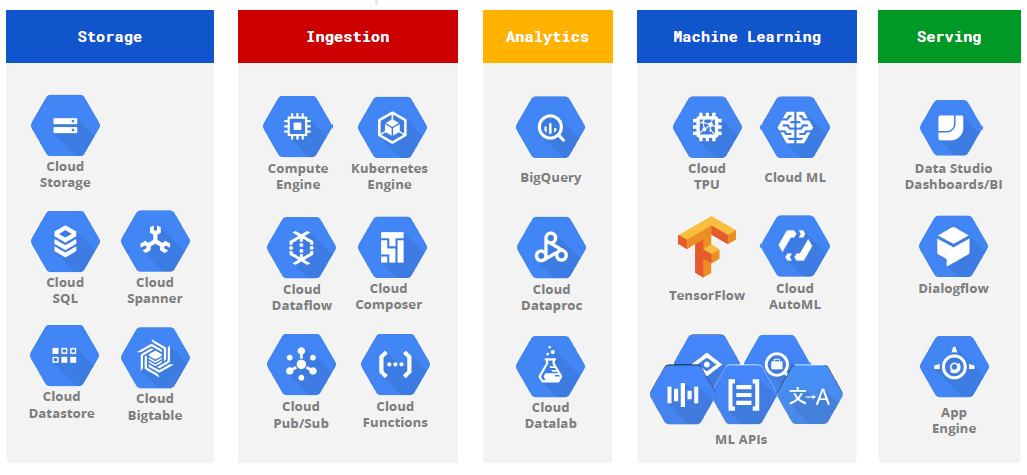 Storage
Ingestion
Analytics
Machine Learning
Serving
Cloud
Storage
Cloud
SQL
Cloud
Spanner
Cloud
Datastore
Cloud
Bigtable
Compute
Engine
Kubernetes
Engine
Cloud
Dataflow
Cloud
Composer
Cloud
Pub/Sub
Cloud
Functions
BigQuery
Cloud
Dataproc
Cloud
Datalab
Cloud
TPU
Cloud ML
TensorFlow
Cloud
AutoML
文→A
ML APIs
Data Studio
Dashboards/BI
Dialogflow
App
Engine